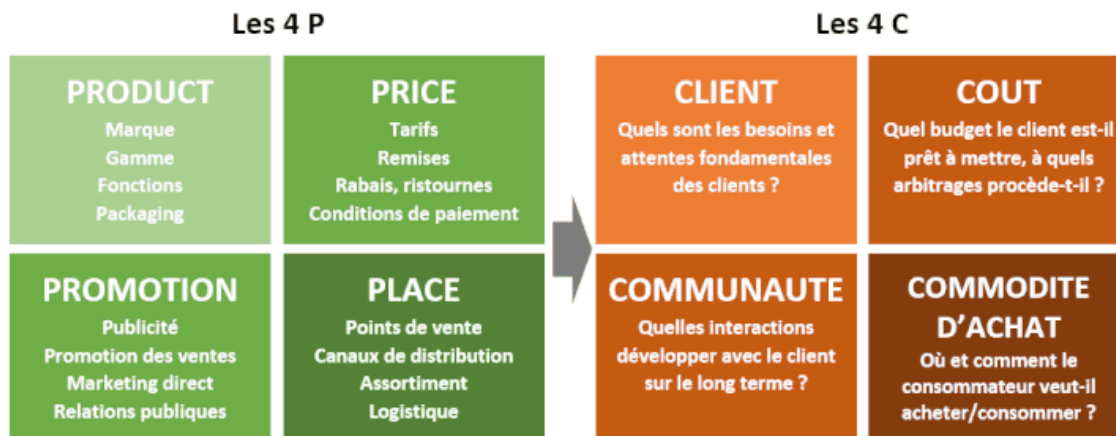 Les 4 P
PRODUCT
Marque
Gamme
Fonctions
Packaging
PRICE
Tarifs
Remises
Rabais, ristournes
Conditions de paiement
PROMOTION
Publicité
Promotion des ventes
Marketing direct
Relations publiques
PLACE
Points de vente
Canaux de distribution
Assortiment
Logistique
Les 4 C
CLIENT
Quels sont les besoins et
attentes fondamentales
des clients ?
COUT
Quel budget le client est-il
prêt à mettre, à quels
arbitrages procède-t-il ?
COMMUNAUTE
Quelles interactions
développer avec le client
sur le long terme ?
COMMODITE
D'ACHAT
Où et comment le
consommateur veut-il
acheter/consommer ?